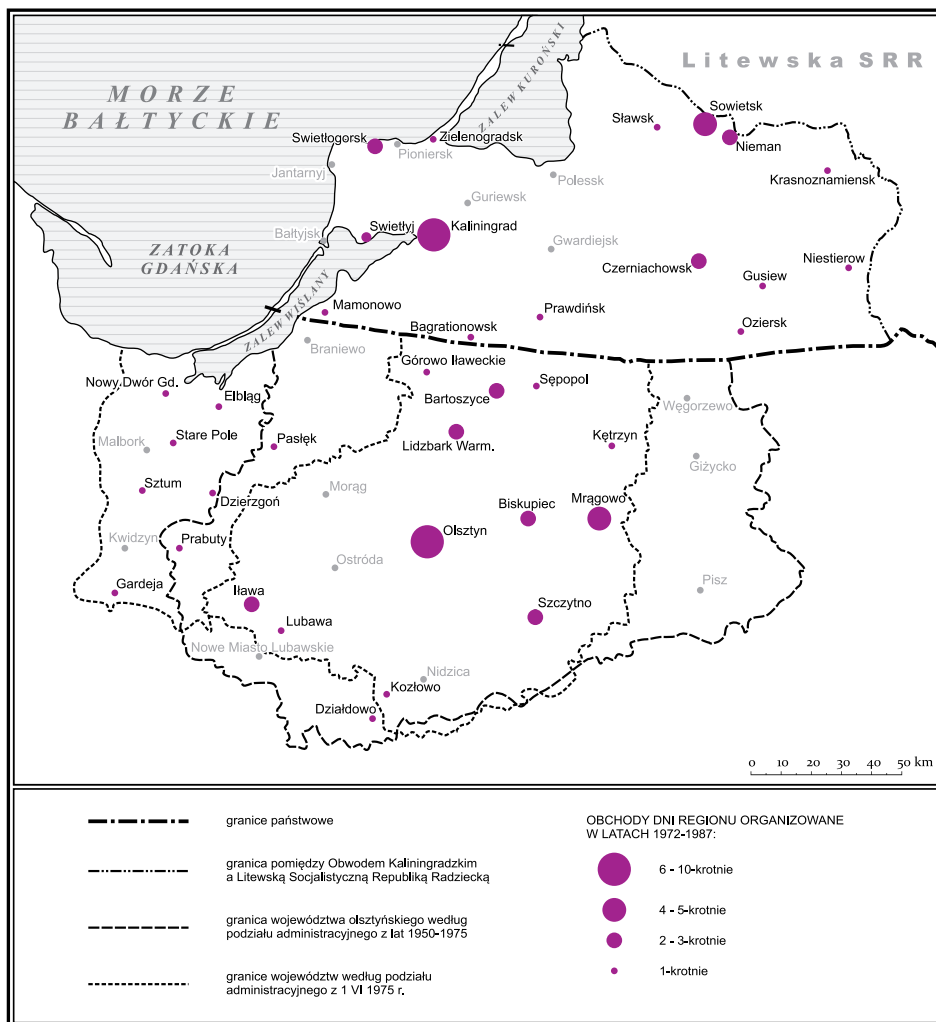 Litewska SRR
MORZE
BAŁTYCKIE
ZALEW KUROŃSKI
Sowietsk
Sławsk
Swietłogorsk
Zielenogradsk
Nieman
Pioniersk
Jantarnyj
Polessk
Krasnoznamiensk
Guriewsk
Swietłyj
Kaliningrad
Bałtyjsk
ZATOKA
GDAŃSKA
Gwardiejsk
Czerniachowsk
Niestierow
Gusiew
ZALEW WIŚLANY
Mamonowo
Prawdińsk
Bagrationowsk
Oziersk
Braniewo
Górowo Iławeckie
Nowy Dwór Gd.
Sępopol
Elbląg
Bartoszyce
Węgorzewo
Malbork
Stare Pole
Pasłęk
Lidzbark Warm.
Kętrzyn
Giżycko
Sztum
Morąg
Dzierzgoń
Biskupiec
Mrągowo
Kwidzyn
Prabuty
Olsztyn
Ostróda
Gardeja
Pisz
Iława
Szczytno
Lubawa
Nowe Miasto Lubawskie
Nidzica
Kozłowo
Działdowo
0 10 20 30 40 50 km
granice państwowe
granica pomiędzy Obwodem Kaliningradzkim
a Litewską Socjalistyczną Republiką Radziecką
granica województwa olsztyńskiego według
podziału administracyjnego z lat 1950-1975
granice województw według podziału
administracyjnego z 1 VI 1975 r.
OBCHODY DNI REGIONU ORGANIZOWANE
W LATACH 1972-1987:
6 - 10-krotnie
4 - 5-krotnie
2 - 3-krotnie
1-krotnie